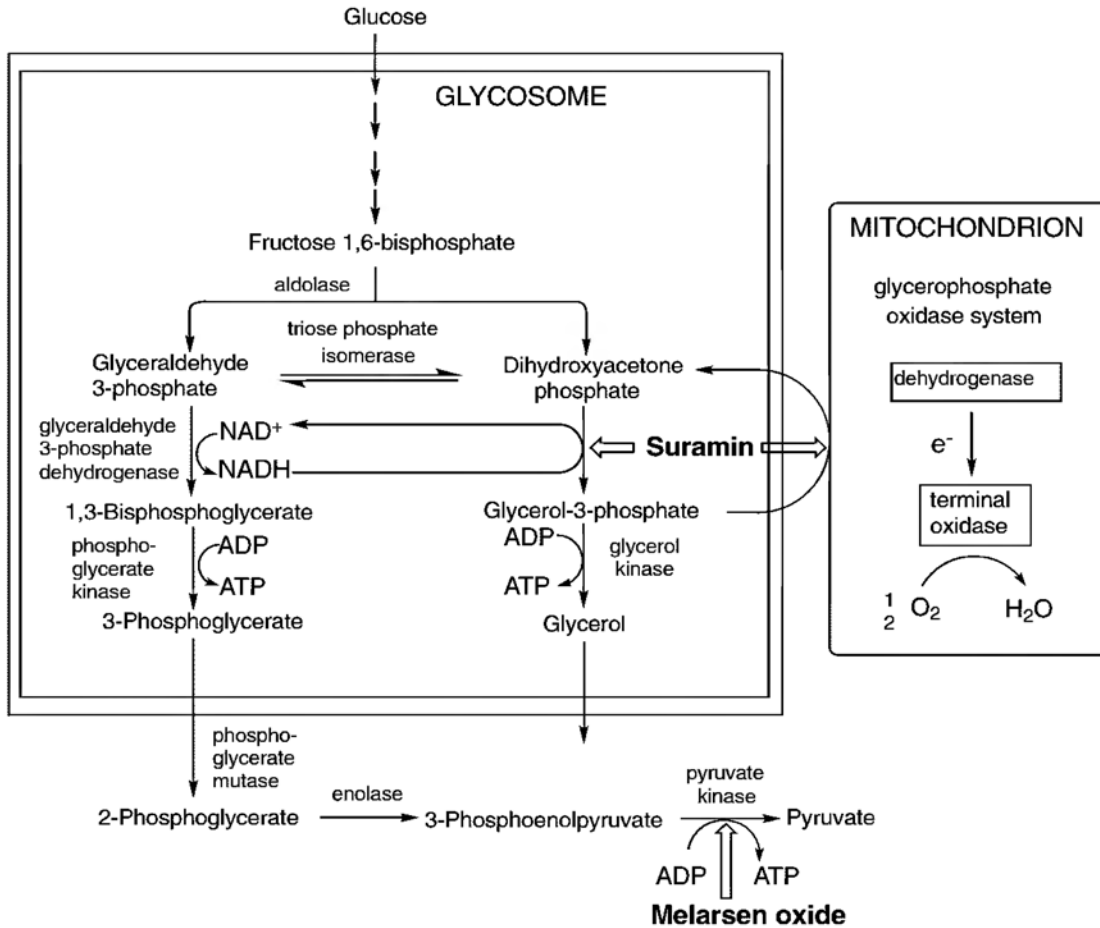 Glucose
GLYCOSOME
Fructose 1,6-bisphosphate
aldolase
triose phosphate
isomerase
Glyceraldehyde
3-phosphate
Dihydroxyacetone
phosphate
glyceraldehyde
3-phosphate
dehydrogenase
NAD+
NADH
Suramin
1,3-Bisphosphoglycerate
Glycerol-3-phosphate
phospho-
glycerate
kinase
ADP
ATP
ADP
ATP
glycerol
kinase
3-Phosphoglycerate
Glycerol
MITOCHONDRION
glycerophosphate
oxidase system
dehydrogenase
e-
terminal
oxidase
1
2
O2
H2O
phospho-
glycerate
mutase
2-Phosphoglycerate
enolase
3-Phosphoenolpyruvate
pyruvate
kinase
Pyruvate
ADP
ATP
Melarsen oxide